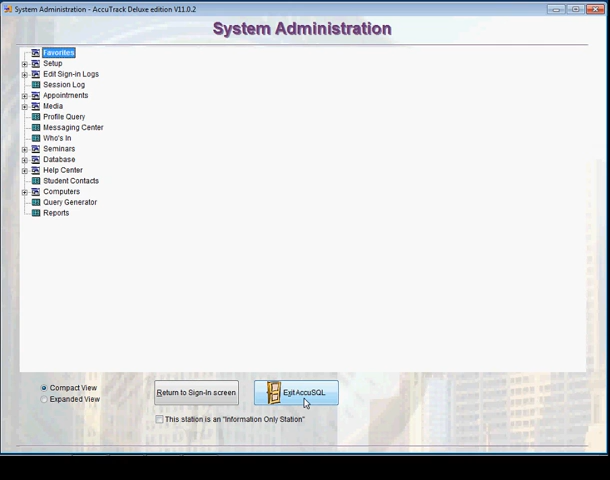 System Administration - AccuTrack Deluxe edition V11.0.2
System Administration
Favorites
Setup
Edit Sign-in Logs
Session Log
Appointments
Media
Profile Query
Messaging Center
Who's In
Seminars
Database
Help Center
Student Contacts
Computers
Query Generator
Reports
Compact View
Expanded View
Return to Sign-In screen
Exit AccuSQL
This station is an "Information Only Station"